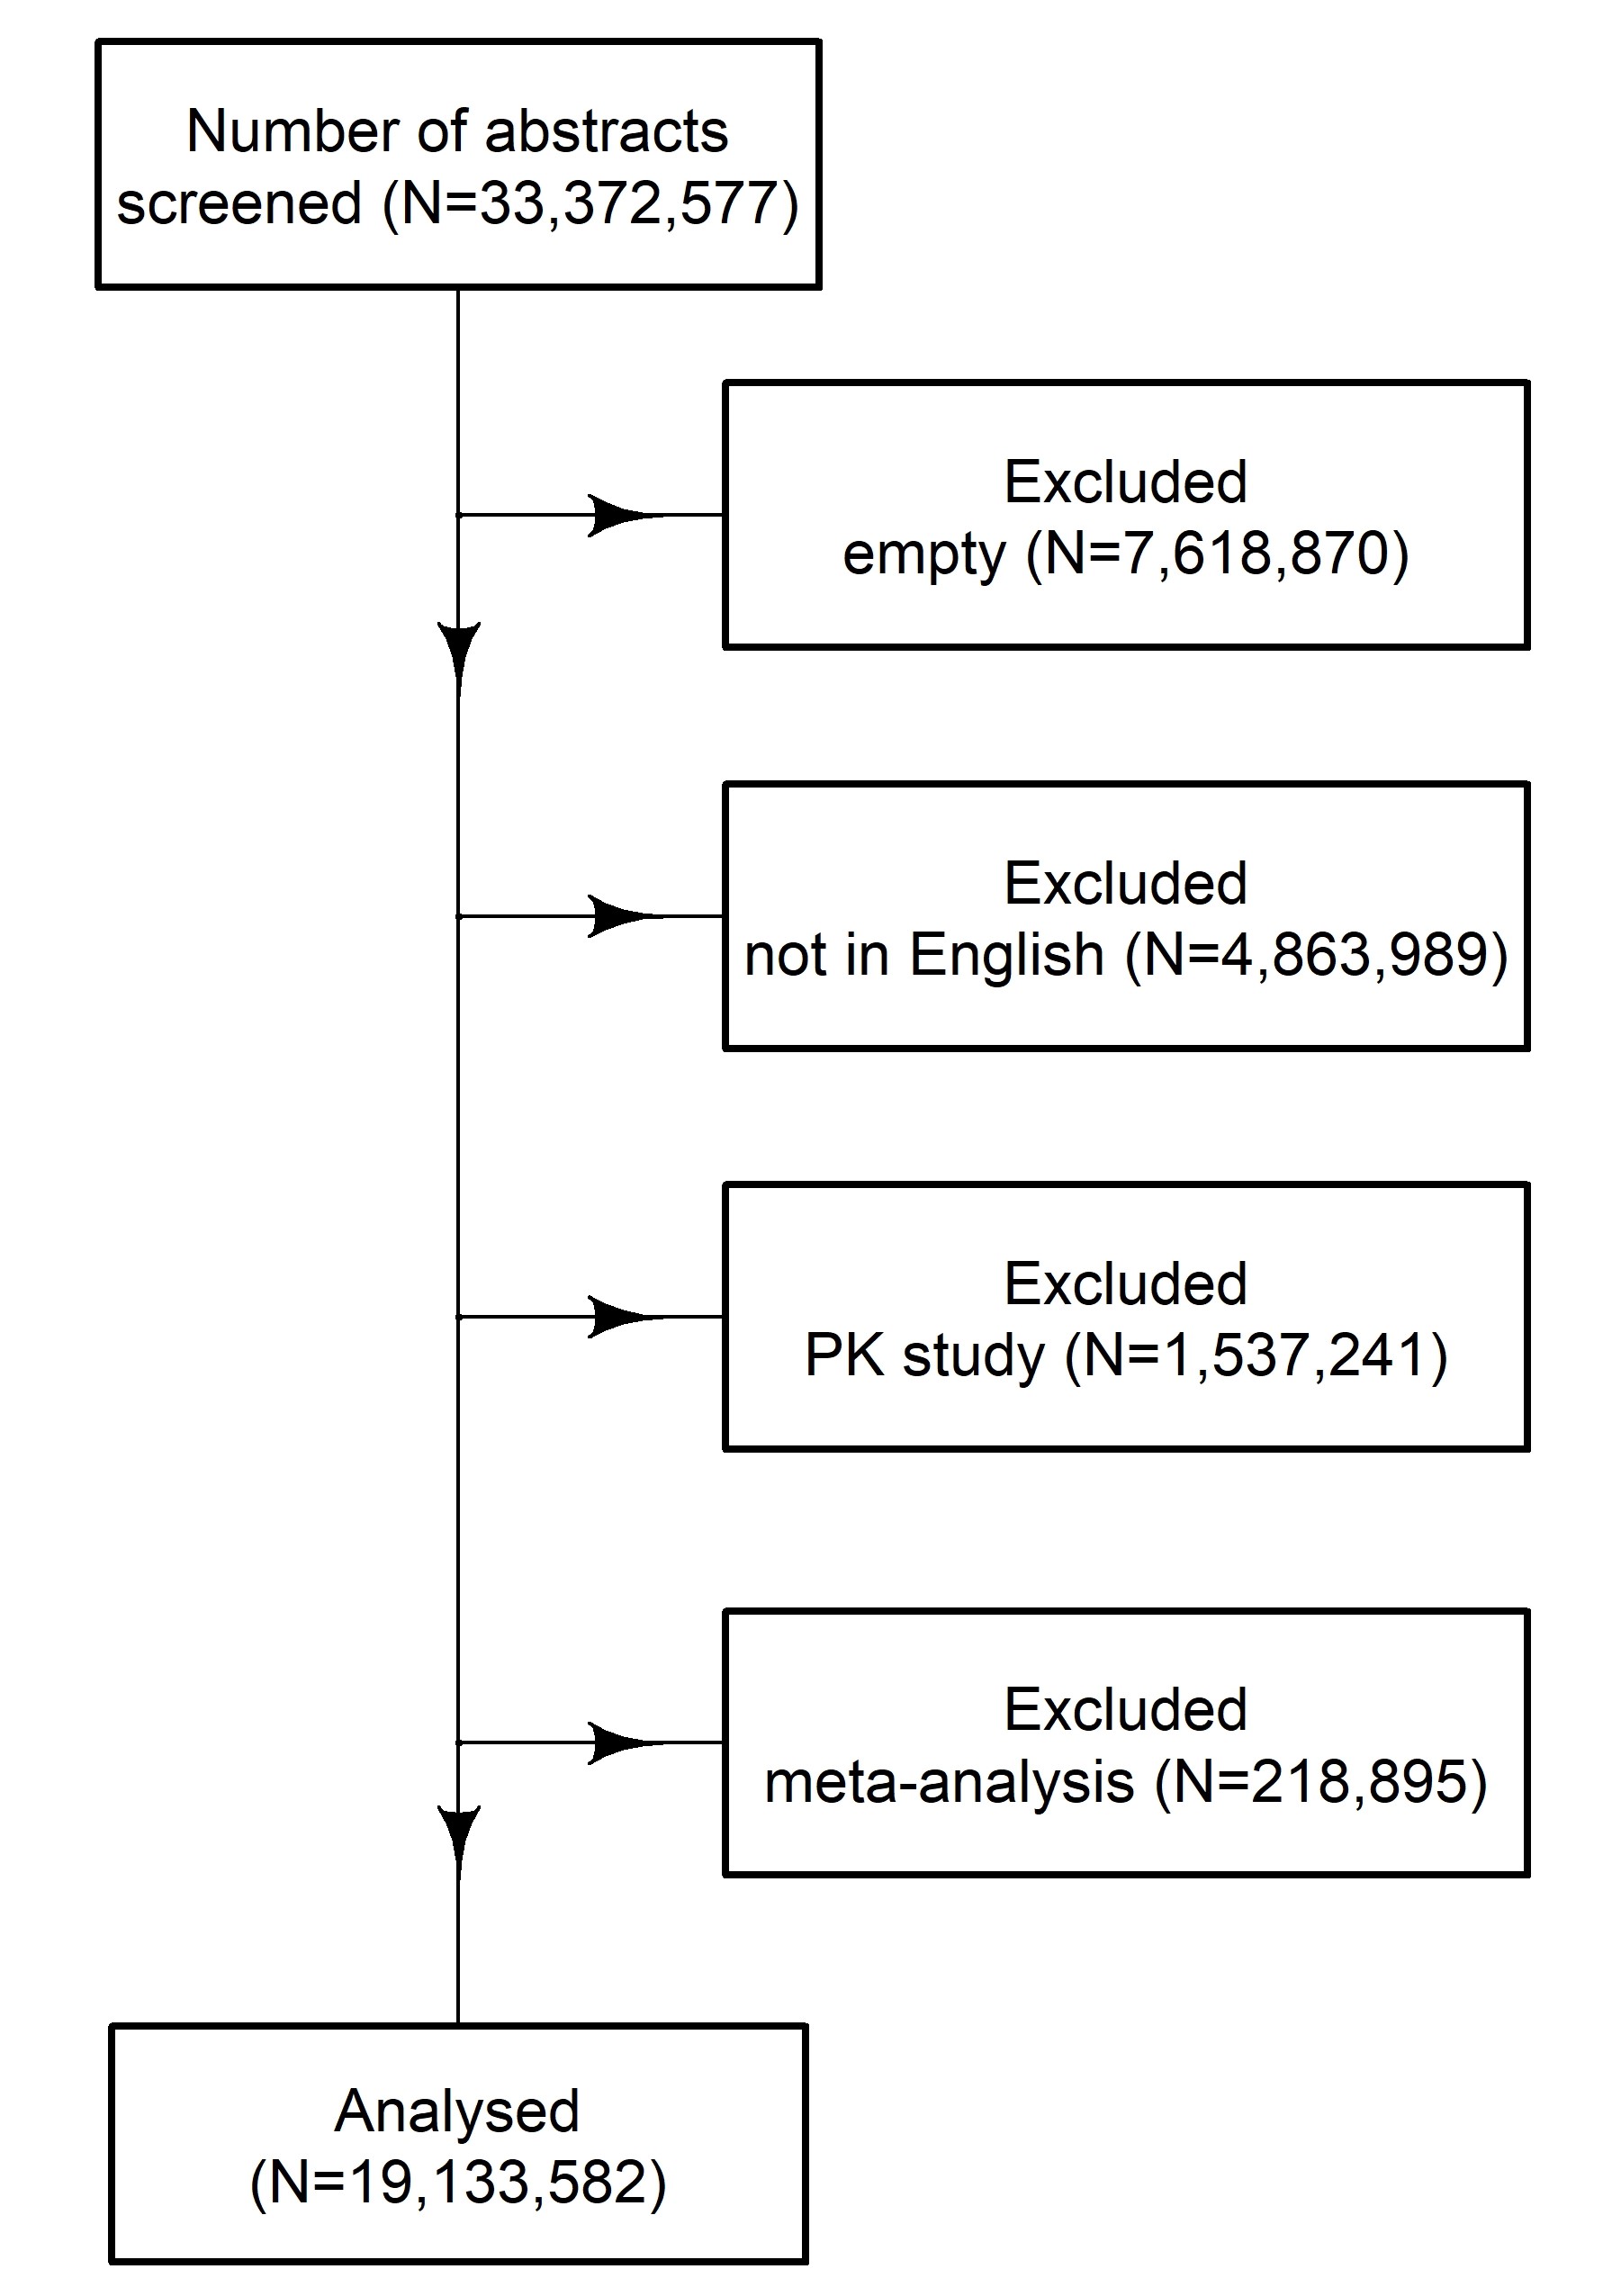 Number of abstracts
screened (N=33,372,577)
Excluded
empty (N=7,618,870)
Excluded
not in English (N=4,863,989)
Excluded
PK study (N=1,537,241)
Excluded
meta-analysis (N=218,895)
Analysed
(N=19,133,582)